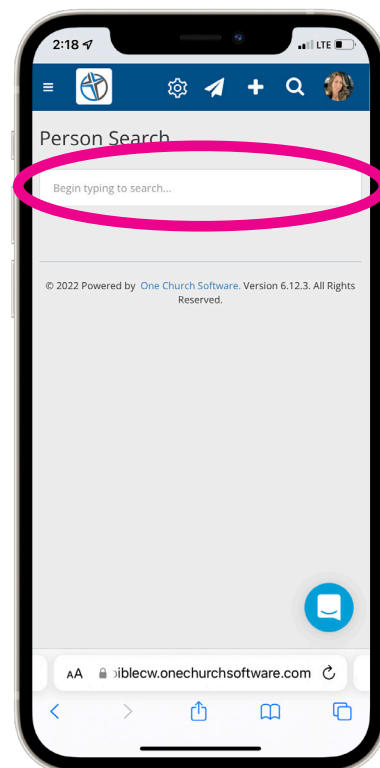 2:18
LTE
Person Search
Begin typing to search...
© 2022 Powered by One Church Software. Version 6.12.3. All Rights
Reserved.
AA iblecw.onechurchsoftware.com